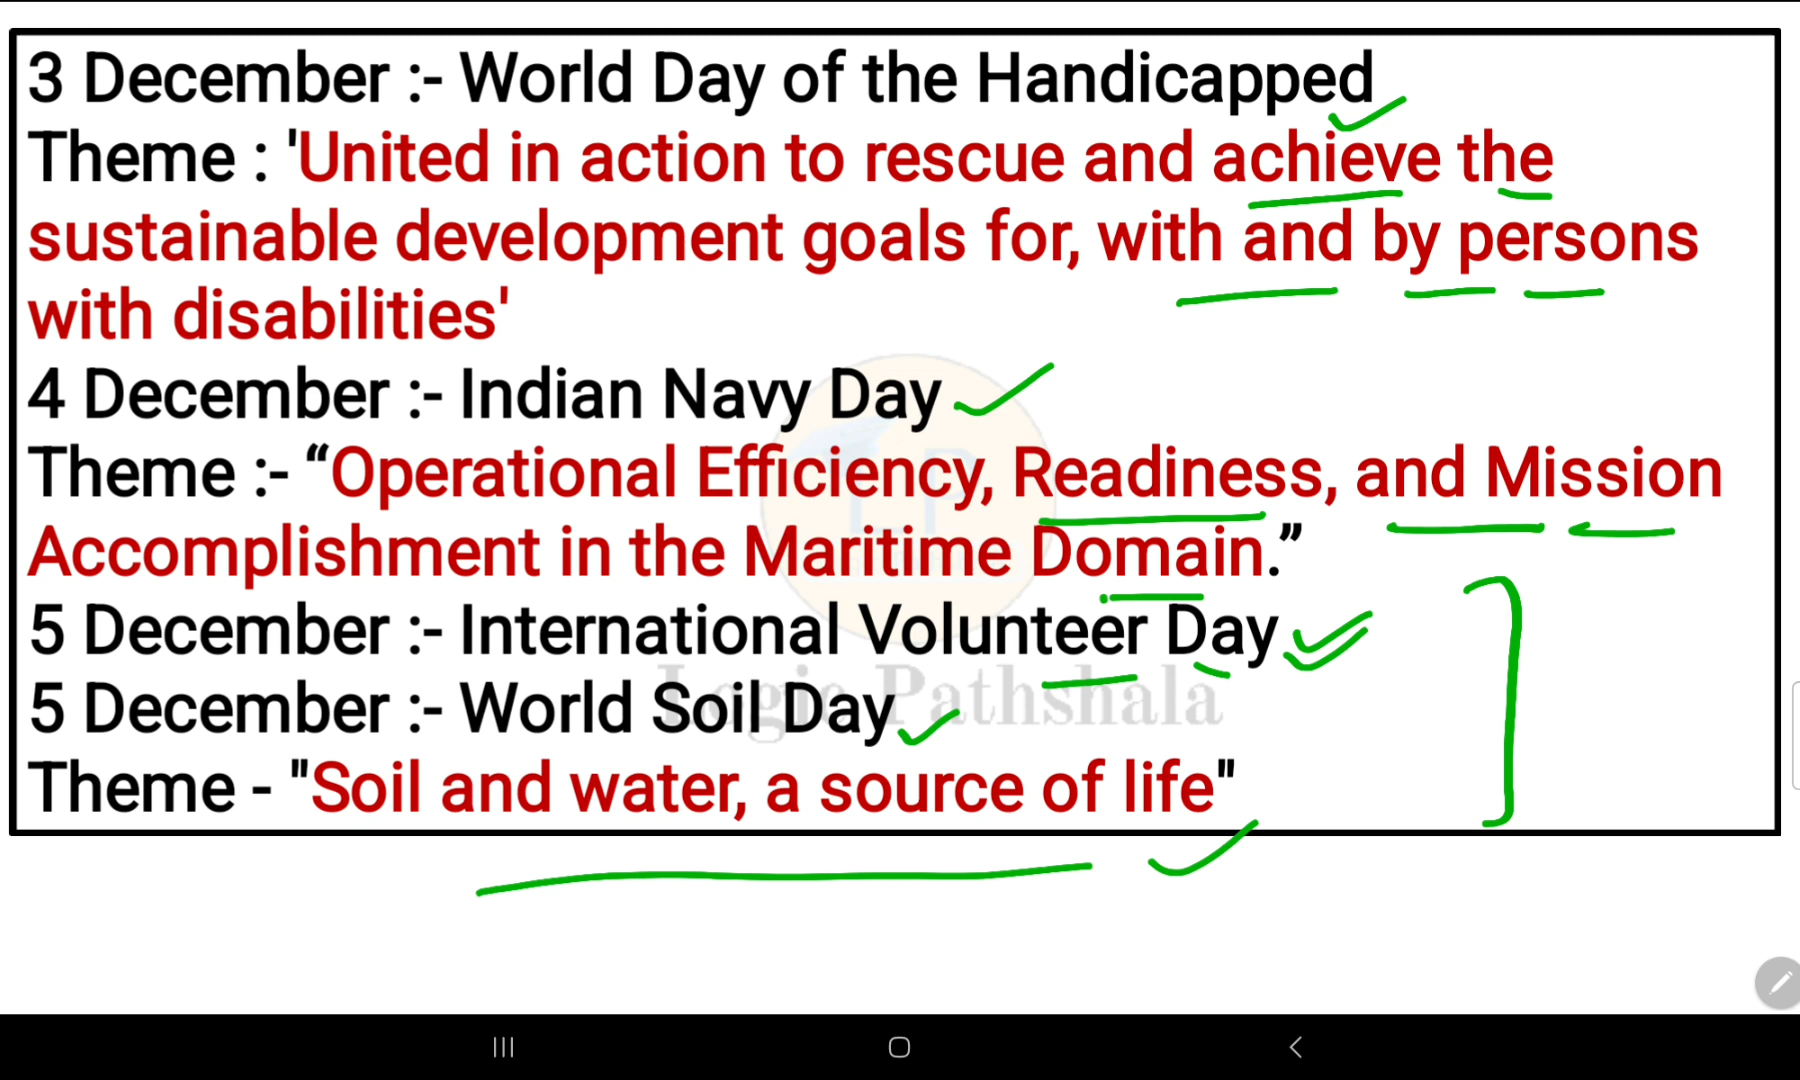 3 December :- World Day of the Handicapped
Theme : 'United in action to rescue and achieve the
sustainable development goals for, with and by persons
with disabilities'
4 December :- Indian Navy Day
Theme :- “Operational Efficiency, Readiness, and Mission
Accomplishment in the Maritime Domain.”
5 December :- International Volunteer Day
5 December :- World Soil Day
Logic Pathshala
Theme - "Soil and water, a source of life"